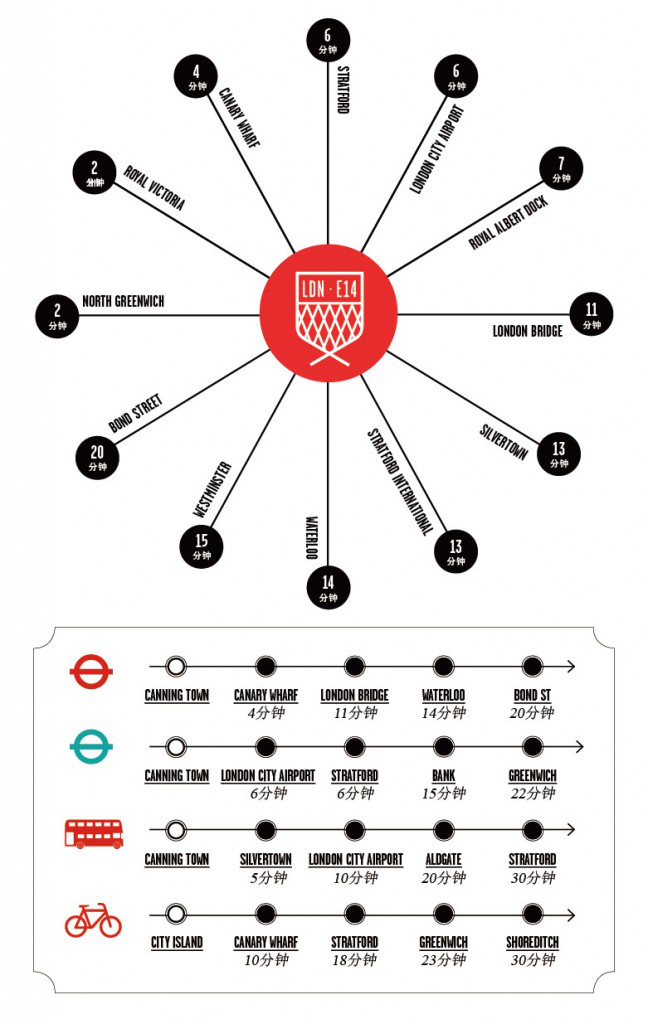 6
分钟
STRATFORD
4
分钟
CANARY WHARF
6
分钟
LONDON CITY AIRPORT
2
分钟
ROYAL VICTORIA
7
分钟
ROYAL ALBERT DOCK
LDN · E14
2
分钟
NORTH GREENWICH
11
分钟
LONDON BRIDGE
20
分钟
BOND STREET
13
分钟
SILVERTOWN
15
分钟
WESTMINSTER
13
分钟
STRATFORD INTERNATIONAL
14
分钟
WATERLOO
CANNING TOWN CANARY WHARF LONDON BRIDGE WATERLOO BOND ST
4分钟 11分钟 14分钟 20分钟
CANNING TOWN LONDON CITY AIRPORT STRATFORD BANK GREENWICH
6分钟 6分钟 15分钟 22分钟
CANNING TOWN SILVERTOWN LONDON CITY AIRPORT ALDGATE STRATFORD
5分钟 10分钟 20分钟 30分钟
CITY ISLAND CANARY WHARF STRATFORD GREENWICH SHOREDITCH
10分钟 18分钟 23分钟 30分钟